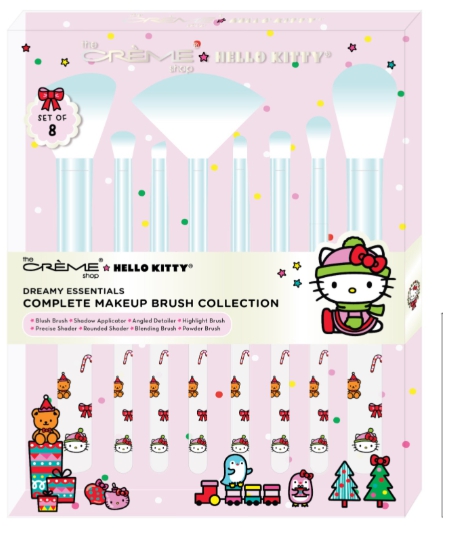 the
CRÈME
shop
HELLO KITTY®
SET OF
8
the
CRÈME®
shop
HELLO KITTY®
DREAMY ESSENTIALS
COMPLETE MAKEUP BRUSH COLLECTION
• Blush Brush • Shadow Applicator • Angled Detailer • Highlight Brush
• Precise Shader • Rounded Shader • Blending Brush • Powder Brush